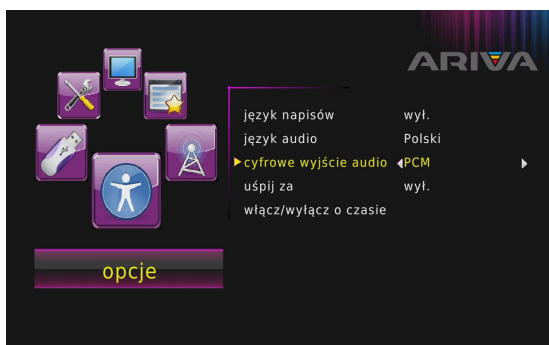 ARIVA
język napisów wył.
język audio Polski
cyfrowe wyjście audio PCM
uśpij za wył.
włącz/wyłącz o czasie
opcje